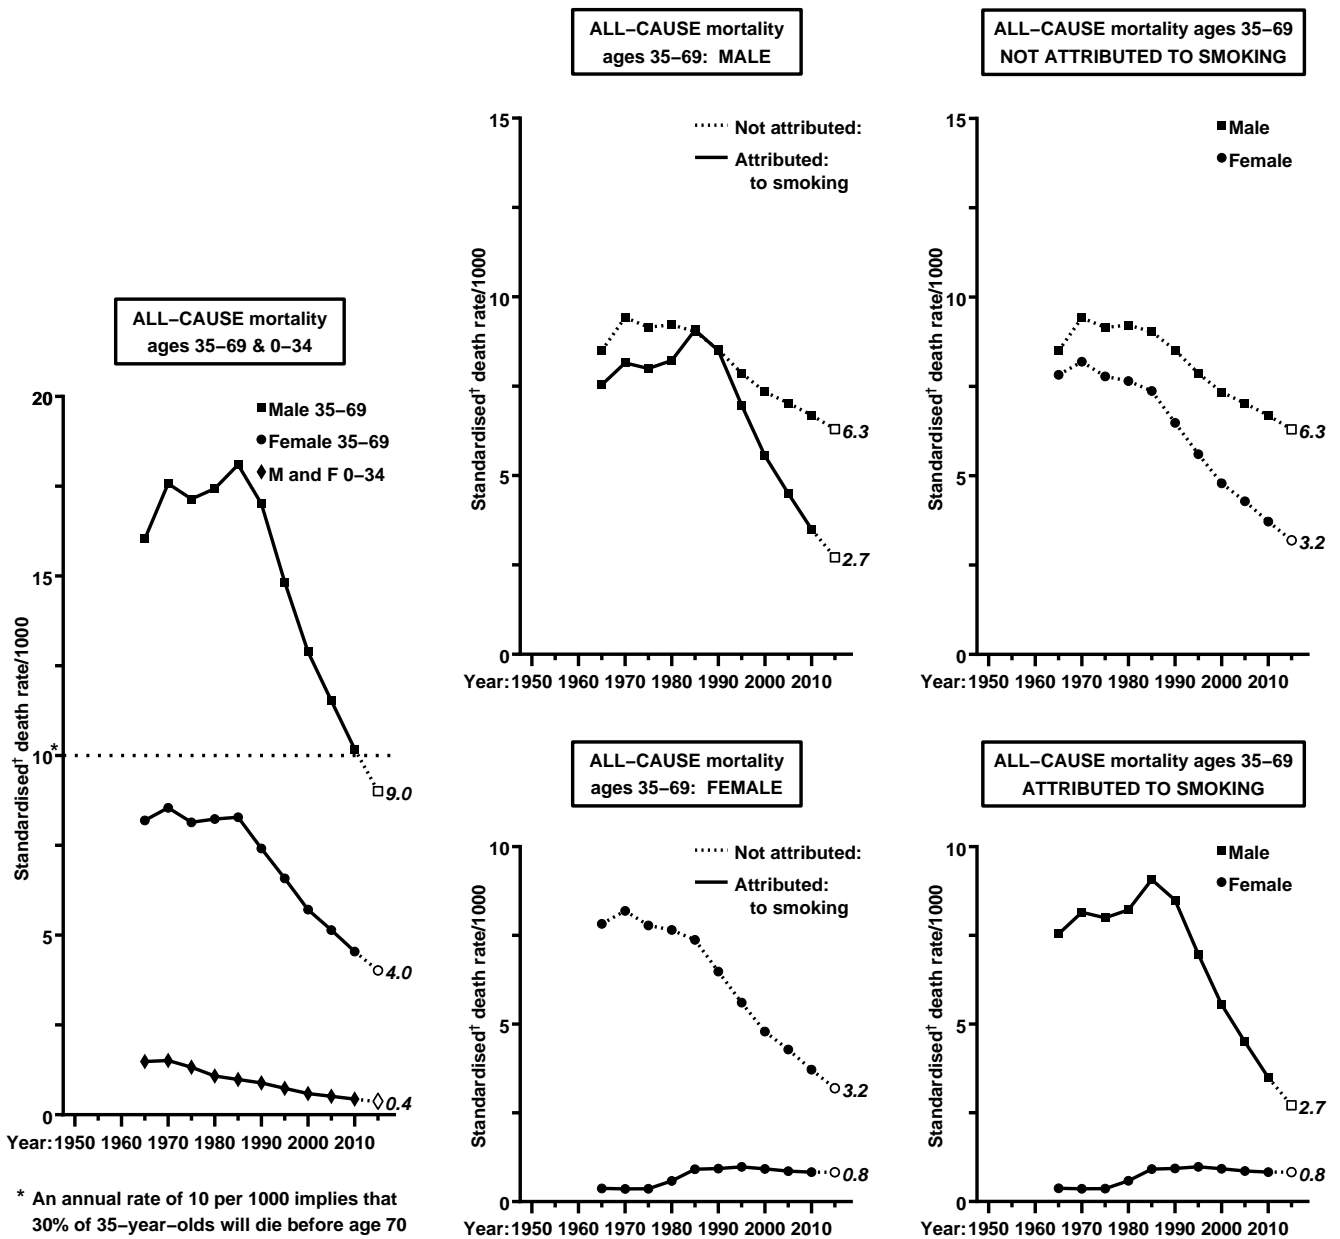 ALL−CAUSE mortality
ages 35−69 & 0−34
20
15
10
5
0
*
Standardised† death rate/1000
Male 35−69
Female 35−69
M and F 0−34
9.0
4.0
0.4
Year: 1950 1960 1970 1980 1990 2000 2010
* An annual rate of 10 per 1000 implies that
30% of 35−year−olds will die before age 70
ALL−CAUSE mortality
ages 35−69: MALE
15
10
5
0
Standardised† death rate/1000
Not attributed:
Attributed:
to smoking
6.3
2.7
Year: 1950 1960 1970 1980 1990 2000 2010
ALL−CAUSE mortality ages 35−69
NOT ATTRIBUTED TO SMOKING
15
10
5
0
Standardised† death rate/1000
Male
Female
6.3
3.2
Year: 1950 1960 1970 1980 1990 2000 2010
ALL−CAUSE mortality
ages 35−69: FEMALE
10
5
0
Standardised† death rate/1000
Not attributed:
Attributed:
to smoking
3.2
0.8
Year: 1950 1960 1970 1980 1990 2000 2010
ALL−CAUSE mortality ages 35−69
ATTRIBUTED TO SMOKING
10
5
0
Standardised† death rate/1000
Male
Female
2.7
0.8
Year: 1950 1960 1970 1980 1990 2000 2010